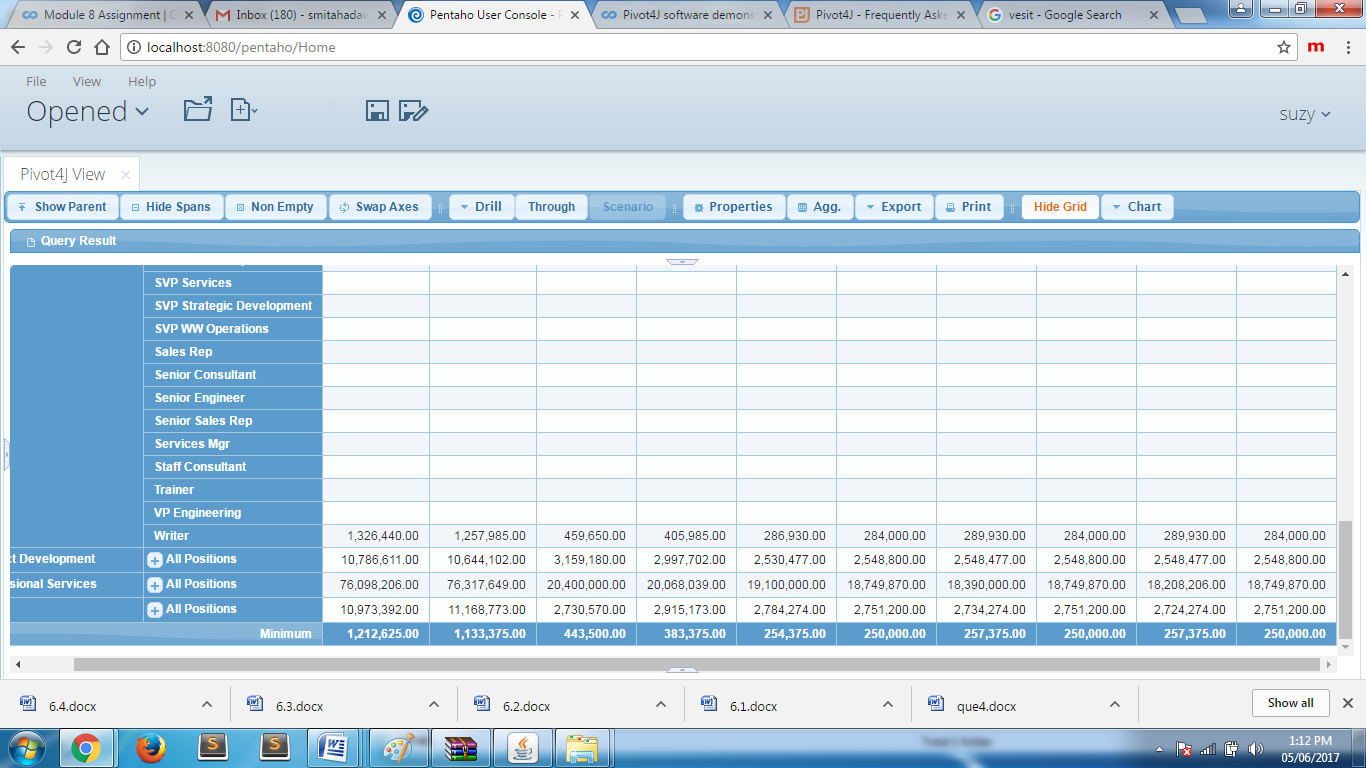 Module 8 Assignment | C
Inbox (180) - smitahadav
Pentaho User Console - P
Pivot4J software demons
Pivot4J - Frequently Aske
vesit - Google Search
localhost:8080/pentaho/Home
m
File View Help
Opened
suzy
Pivot4J View
Show Parent Hide Spans Non Empty Swap Axes Drill Through Scenario Properties Agg. Export Print Hide Grid Chart
Query Result
SVP Services
SVP Strategic Development
SVP WW Operations
Sales Rep
Senior Consultant
Senior Engineer
Senior Sales Rep
Services Mgr
Staff Consultant
Trainer
VP Engineering
Writer 1,326,440.00 1,257,985.00 459,650.00 405,985.00 286,930.00 284,000.00 289,930.00 284,000.00 289,930.00 284,000.00
ct Development All Positions 10,786,611.00 10,644,102.00 3,159,180.00 2,997,702.00 2,530,477.00 2,548,800.00 2,548,477.00 2,548,800.00 2,548,477.00 2,548,800.00
sional Services All Positions 76,098,206.00 76,317,649.00 20,400,000.00 20,068,039.00 19,100,000.00 18,749,870.00 18,390,000.00 18,749,870.00 18,208,206.00 18,749,870.00
All Positions 10,973,392.00 11,168,773.00 2,730,570.00 2,915,173.00 2,784,274.00 2,751,200.00 2,734,274.00 2,751,200.00 2,724,274.00 2,751,200.00
Minimum 1,212,625.00 1,133,375.00 443,500.00 383,375.00 254,375.00 250,000.00 257,375.00 250,000.00 257,375.00 250,000.00
6.4.docx 6.3.docx 6.2.docx 6.1.docx que4.docx Show all
1:12 PM
05/06/2017